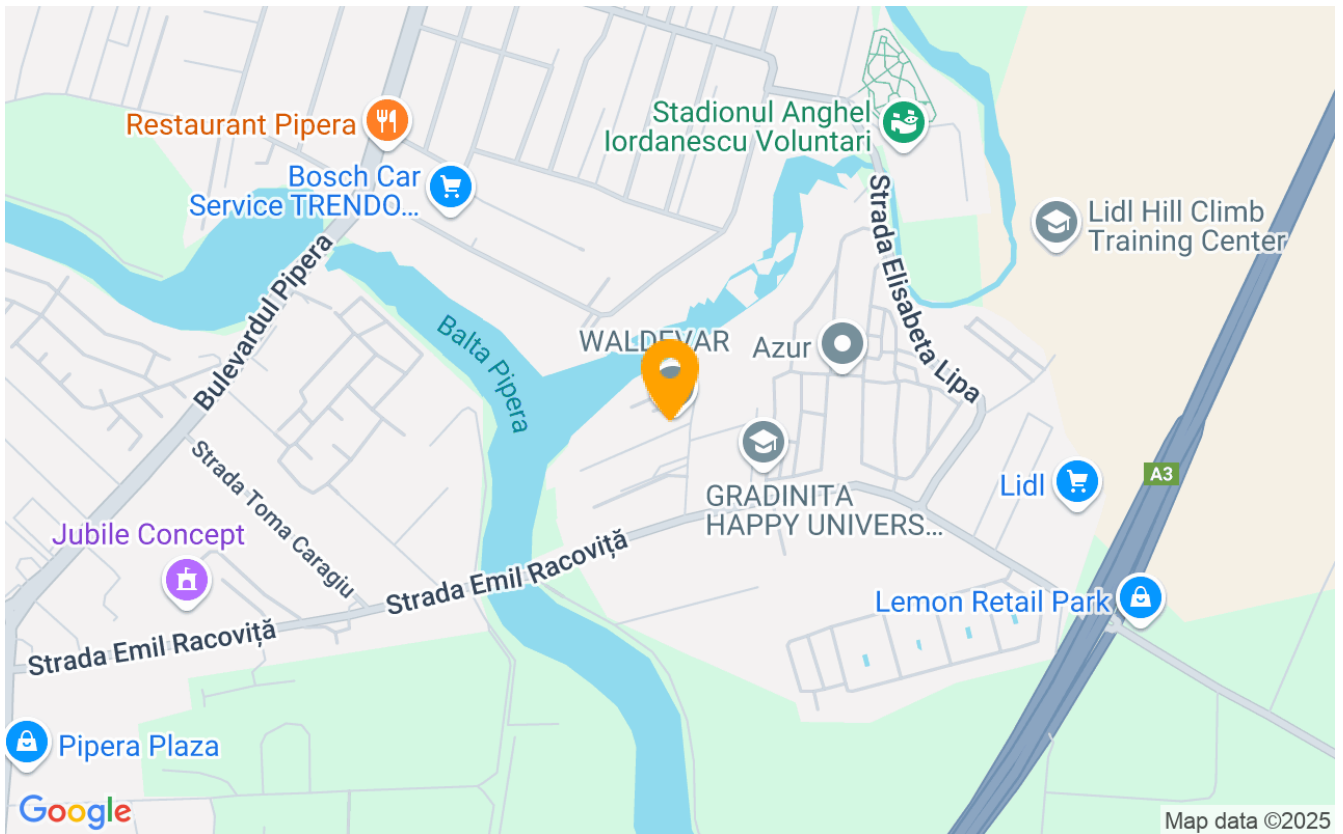 Stadionul Anghel
Iordanescu Voluntari
Restaurant Pipera
Bosch Car
Service TRENDO...
Strada Elisabeta Lipa
Lidl Hill Climb
Training Center
Bulevardul Pipera
Balta Pipera
WALDEVAR
Azur
A3
Strada Toma Caragiu
GRADINITA
HAPPY UNIVERS...
Lidl
Jubile Concept
Strada Emil Racoviță
Lemon Retail Park
Strada Emil Racoviță
Pipera Plaza
Google
Map data ©2025